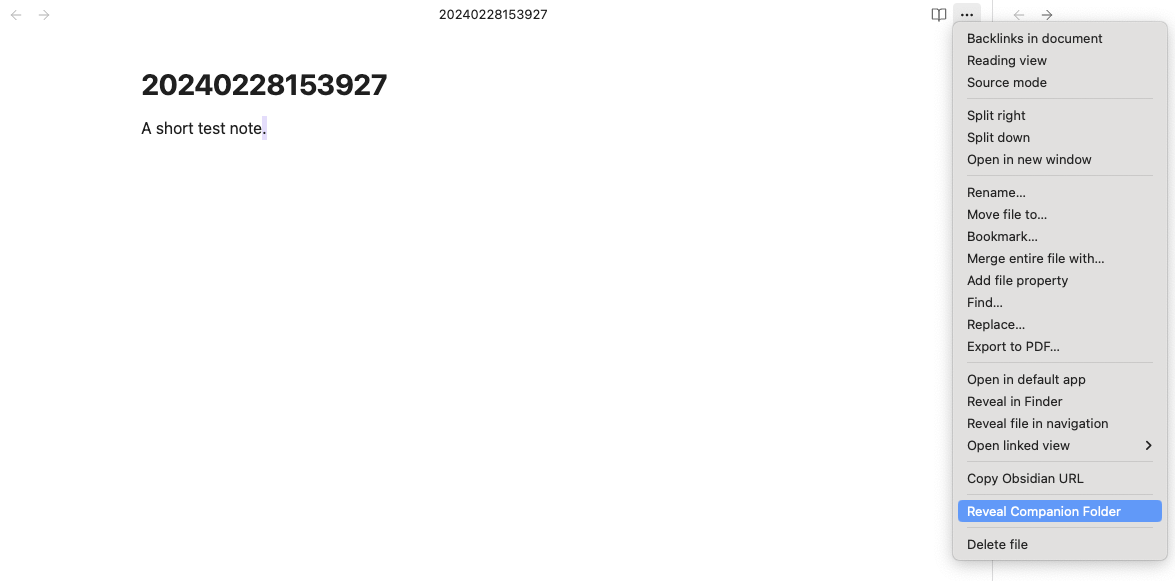 20240228153927
20240228153927
A short test note.
Backlinks in document
Reading view
Source mode
Split right
Split down
Open in new window
Rename...
Move file to...
Bookmark...
Merge entire file with...
Add file property
Find...
Replace...
Export to PDF...
Open in default app
Reveal in Finder
Reveal file in navigation
Open linked view
Copy Obsidian URL
Reveal Companion Folder
Delete file